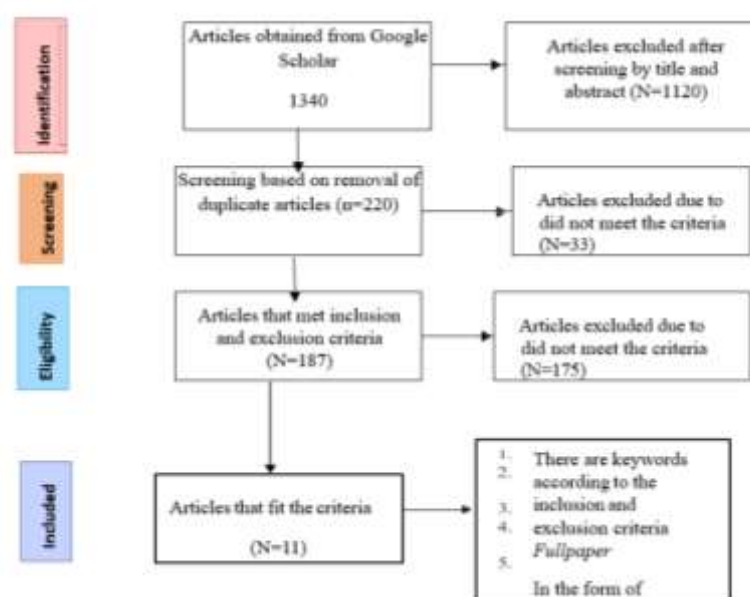 Identification
Articles obtained from Google
Scholar
1340
Articles excluded after
screening by title and
abstract (N=1120)
Screening
Screening based on removal of
duplicate articles (n=220)
Articles excluded due to
did not meet the criteria
(N=33)
Eligibility
Articles that met inclusion
and exclusion criteria
(N=187)
Articles excluded due to
did not meet the criteria
(N=175)
Included
Articles that fit the criteria
(N=11)
1.
2.
3.
4.
5.
There are keywords
according to the
inclusion and
exclusion criteria
Fullpaper
In the form of